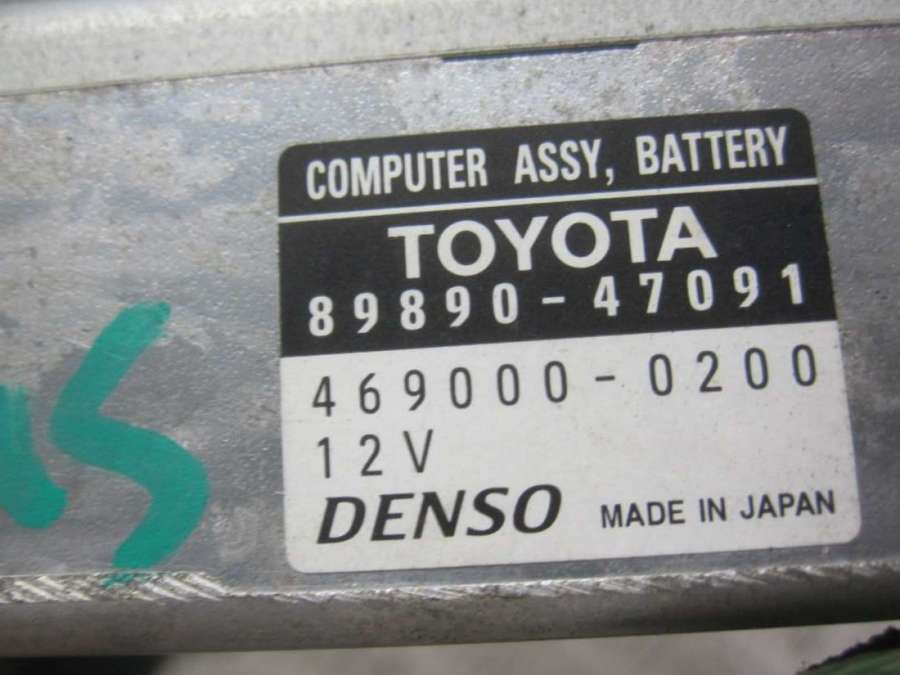 COMPUTER ASSY, BATTERY
TOYOTA
89890-47091
469000-0200
12V
DENSO MADE IN JAPAN